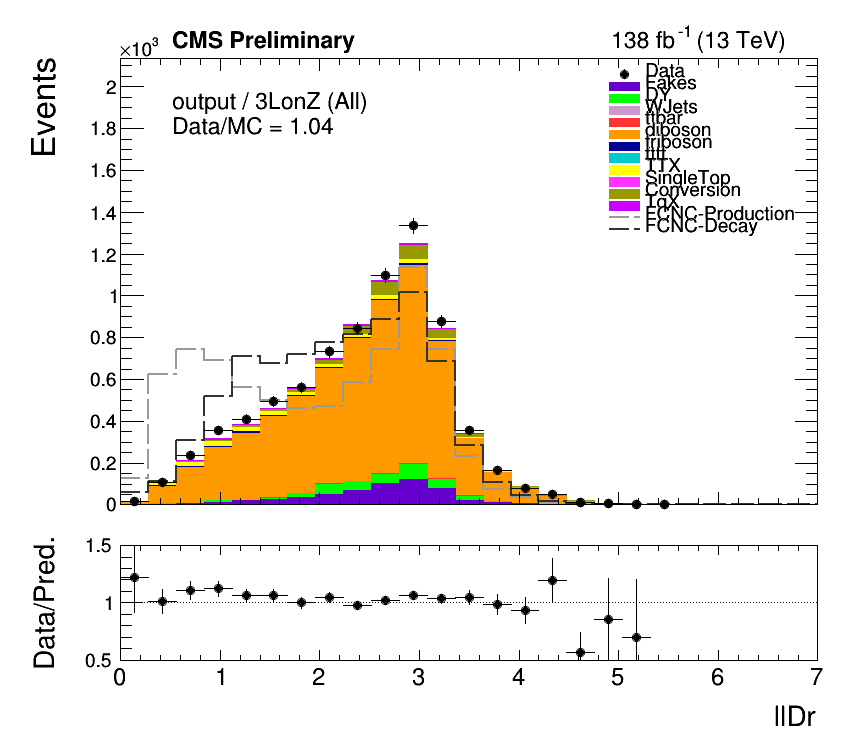 ×10³ CMS Preliminary 138 fb⁻¹ (13 TeV)
Events
2
1.8
1.6
1.4
1.2
1
0.8
0.6
0.4
0.2
0
output / 3LonZ (All)
Data/MC = 1.04
Data
Fakes
DY
WJets
ttbar
diboson
triboson
tttt
TTX
SingleTop
Conversion
TqX
FCNC-Production
FCNC-Decay
Data/Pred.
1.5
1
0.5
0 1 2 3 4 5 6 7
llDr